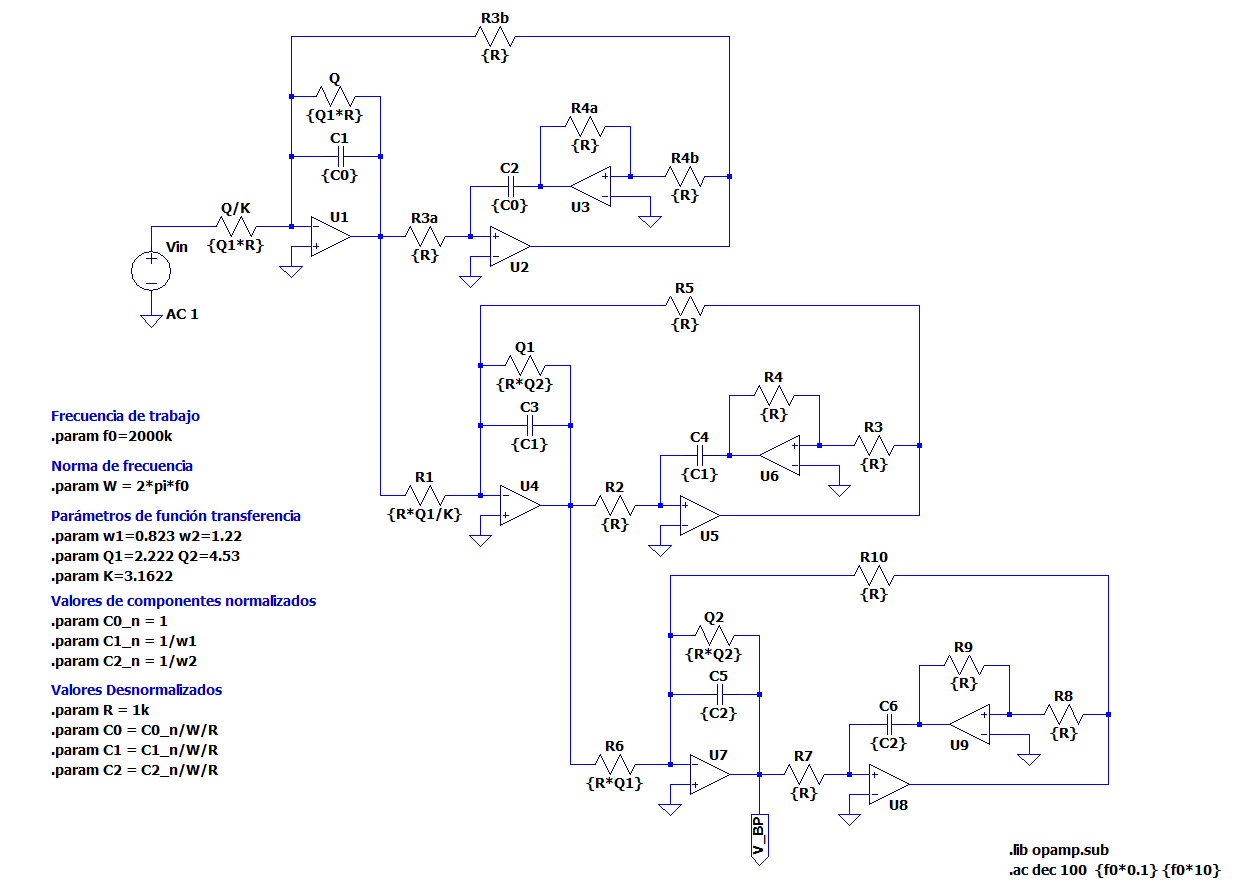 R3b
{R}
Q
{Q1*R}
C1
{C0}
R4a
{R}
R4b
{R}
C2
{C0}
U3
+
−
Q/K
{Q1*R}
U1
−
+
R3a
{R}
U2
+
−
Vin
+
−
AC 1
R5
{R}
Q1
{R*Q2}
C3
{C1}
R4
{R}
R3
{R}
C4
{C1}
U6
+
−
R1
{R*Q1/K}
U4
−
+
R2
{R}
U5
+
−
R10
{R}
Q2
{R*Q2}
C5
{C2}
R9
{R}
R8
{R}
C6
{C2}
U9
+
−
R6
{R*Q1}
U7
−
+
R7
{R}
U8
+
−
V_BP
Frecuencia de trabajo
.param f0=2000k
Norma de frecuencia
.param W = 2*pi*f0
Parámetros de función transferencia
.param w1=0.823 w2=1.22
.param Q1=2.222 Q2=4.53
.param K=3.1622
Valores de componentes normalizados
.param C0_n = 1
.param C1_n = 1/w1
.param C2_n = 1/w2
Valores Desnormalizados
.param R = 1k
.param C0 = C0_n/W/R
.param C1 = C1_n/W/R
.param C2 = C2_n/W/R
.lib opamp.sub
.ac dec 100 {f0*0.1} {f0*10}